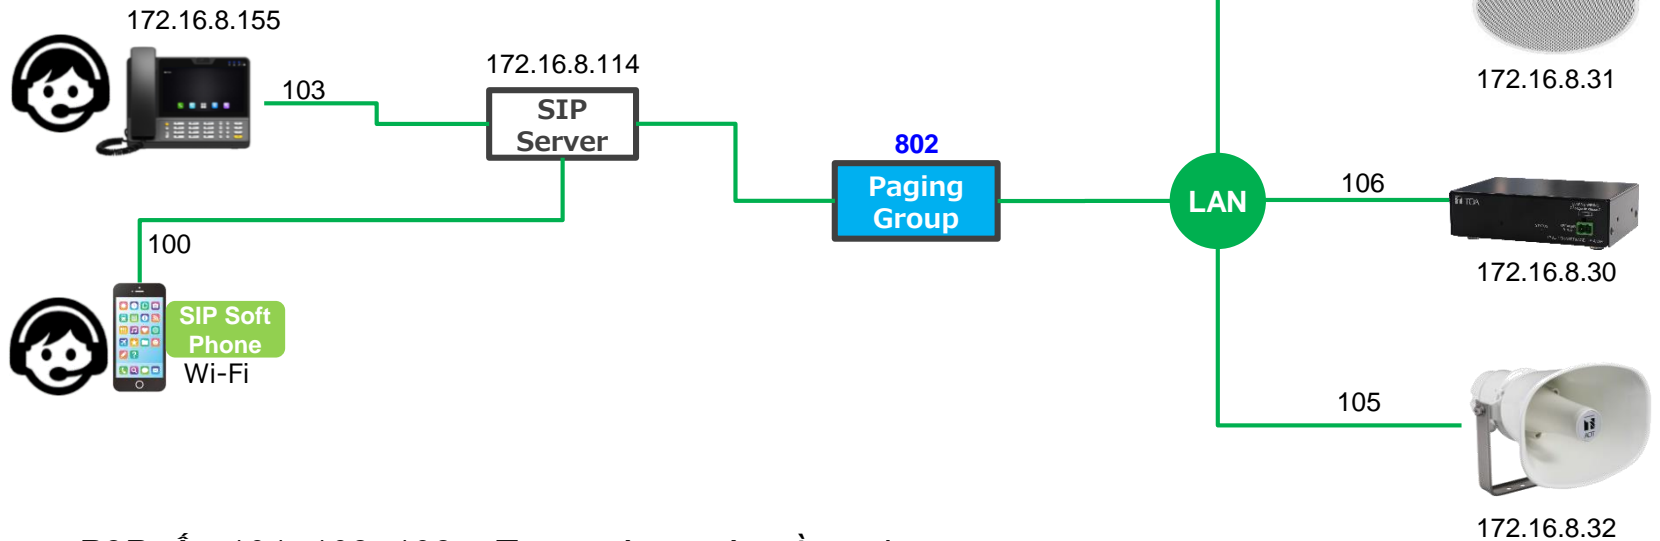 172.16.8.155
103
172.16.8.114
SIP
Server
802
Paging
Group
LAN
172.16.8.31
106
TOA
172.16.8.30
100
SIP Soft
Phone
Wi-Fi
105
172.16.8.32